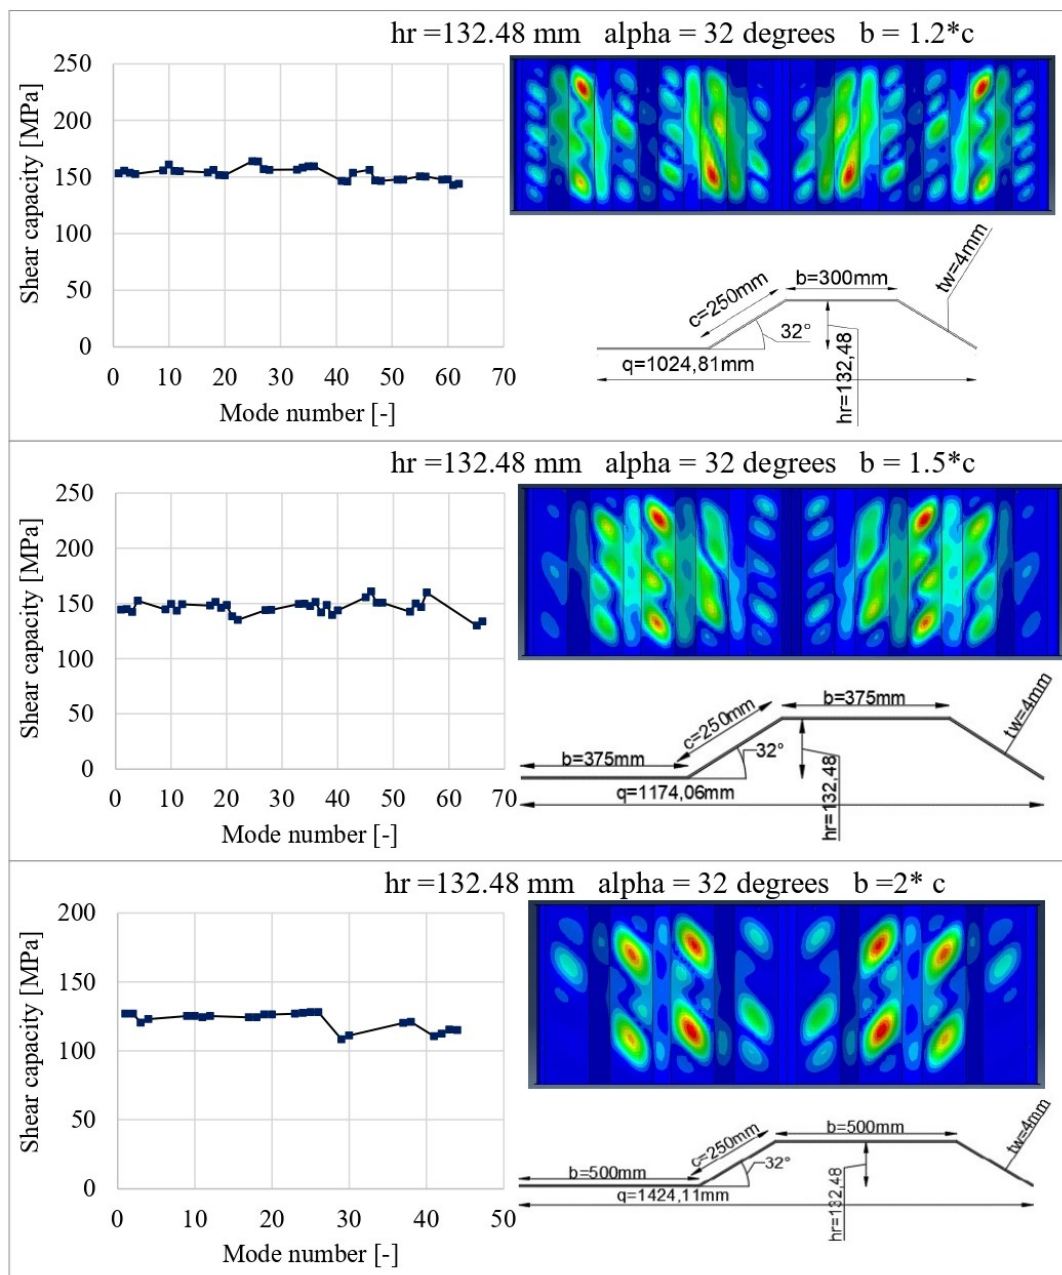 hr =132.48 mm alpha = 32 degrees b = 1.2*c
Shear capacity [MPa]
250
200
150
100
50
0
0 10 20 30 40 50 60 70
Mode number [-]
c=250mm
b=300mm
tw=4mm
32°
q=1024,81mm
hr=132,48
hr =132.48 mm alpha = 32 degrees b = 1.5*c
Shear capacity [MPa]
250
200
150
100
50
0
0 10 20 30 40 50 60 70
Mode number [-]
c=250mm
b=375mm
tw=4mm
b=375mm
32°
q=1174,06mm
hr=132,48
hr =132.48 mm alpha = 32 degrees b =2* c
Shear capacity [MPa]
200
150
100
50
0
0 10 20 30 40 50
Mode number [-]
c=250mm
b=500mm
tw=4mm
b=500mm
32°
q=1424,11mm
hr=132,48